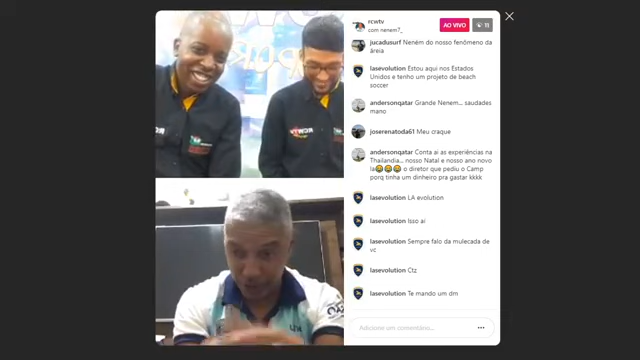 rcwtv
com nenem7_
AO VIVO
11
jucadusurf Neném do nosso fenômeno da
áreia
lasevolution Estou aqui nos Estados
Unidos e tenho um projeto de beach
soccer
andersonqatar Grande Nenem... saudades
mano
joserenatoda61 Meu craque
andersonqatar Conta ai as experiências na
Thailandia... nosso Natal e nosso ano novo
la😂😂😂 o diretor que pediu o Camp
porq tinha um dinheiro pra gastar kkkk
lasevolution LA evolution
lasevolution Isso aí
lasevolution Sempre falo da mulecada de
vc
lasevolution Ctz
lasevolution Te mando um dm
Adicione um comentário...